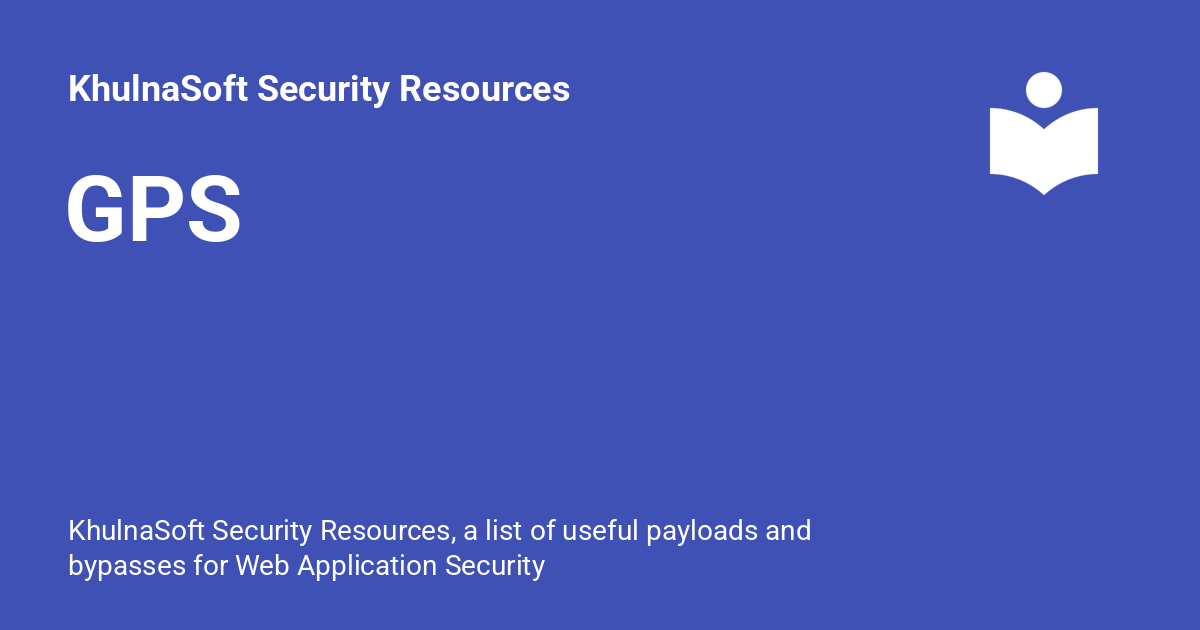 KhulnaSoft Security Resources
GPS
KhulnaSoft Security Resources, a list of useful payloads and
bypasses for Web Application Security